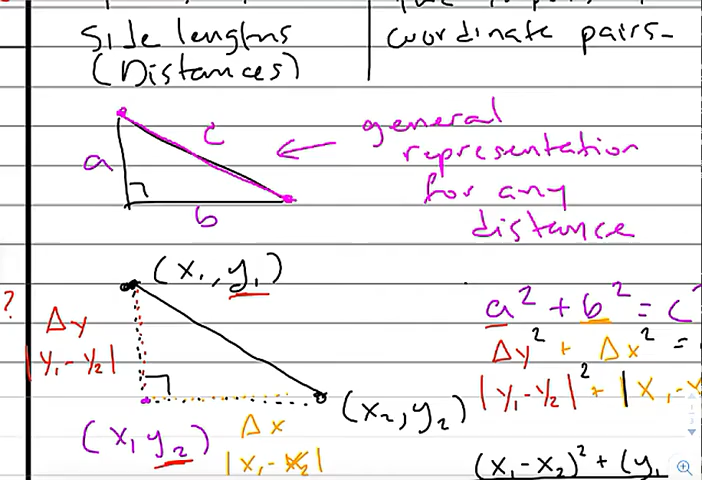 Side lengths
(Distances)
coordinate pairs-
a
c
b
general
representation
for any
distance
(x₁, y₁)
?
Δy
|y₁ - y₂|
(x₁ y₂)
Δx
|x₁ - x₂|
(x₂, y₂)
a² + b² = c
Δy² + Δx² =
|y₁ - y₂|² + |x₁ - x
(x₁ - x₂)² + (y₁